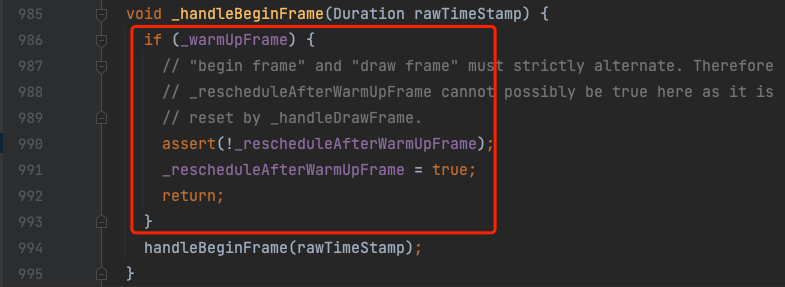 985 void _handleBeginFrame(Duration rawTimeStamp) {
986 if (_warmUpFrame) {
987 // "begin frame" and "draw frame" must strictly alternate. Therefore
988 // _rescheduleAfterWarmUpFrame cannot possibly be true here as it is
989 // reset by _handleDrawFrame.
990 assert(!_rescheduleAfterWarmUpFrame);
991 _rescheduleAfterWarmUpFrame = true;
992 return;
993 }
994 handleBeginFrame(rawTimeStamp);
995 }